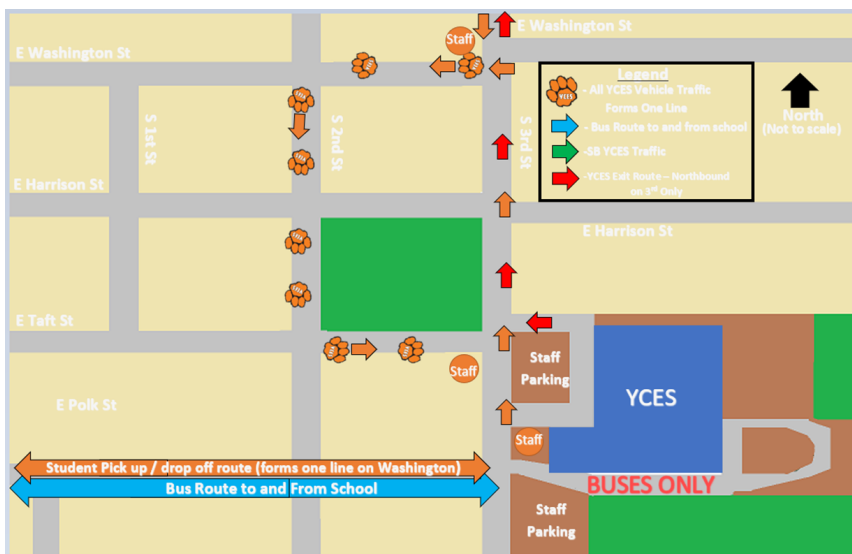 Staff
E Washington St
E Washington St
Legend
- All YCES Vehicle Traffic
Forms One Line
- Bus Route to and from school
-SB YCES Traffic
-YCES Exit Route – Northbound
on 3rd Only
North
(Not to scale)
S 1st St
S 2nd St
S 3rd St
E Harrison St
E Harrison St
E Taft St
Staff
Staff
Parking
YCES
E Polk St
Staff
Student Pick up / drop off route (forms one line on Washington)
Bus Route to and From School
BUSES ONLY
Staff
Parking